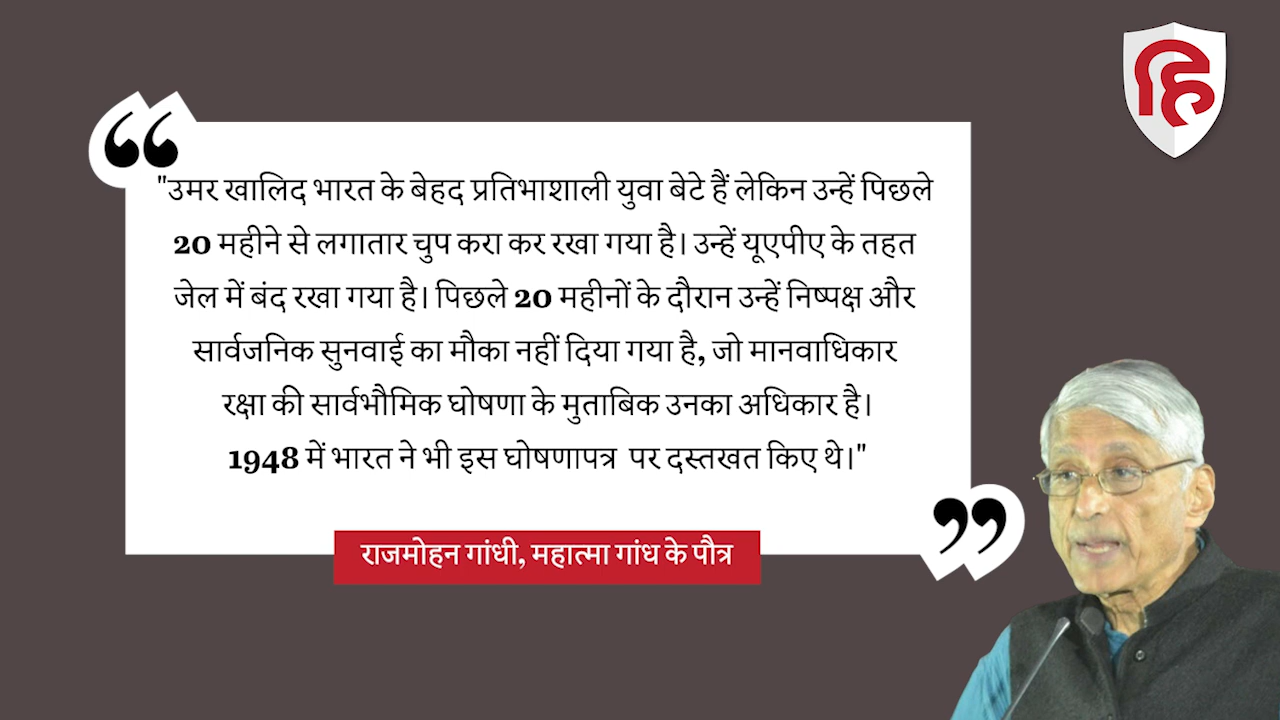 "उमर खालिद भारत के बेहद प्रतिभाशाली युवा बेटे हैं लेकिन उन्हें पिछले
20 महीने से लगातार चुप करा कर रखा गया है। उन्हें यूएपीए के तहत
जेल में बंद रखा गया है। पिछले 20 महीनों के दौरान उन्हें निष्पक्ष और
सार्वजनिक सुनवाई का मौका नहीं दिया गया है, जो मानवाधिकार
रक्षा की सार्वभौमिक घोषणा के मुताबिक उनका अधिकार है।
1948 में भारत ने भी इस घोषणापत्र पर दस्तखत किए थे।"
राजमोहन गांधी, महात्मा गांध के पौत्र
हि